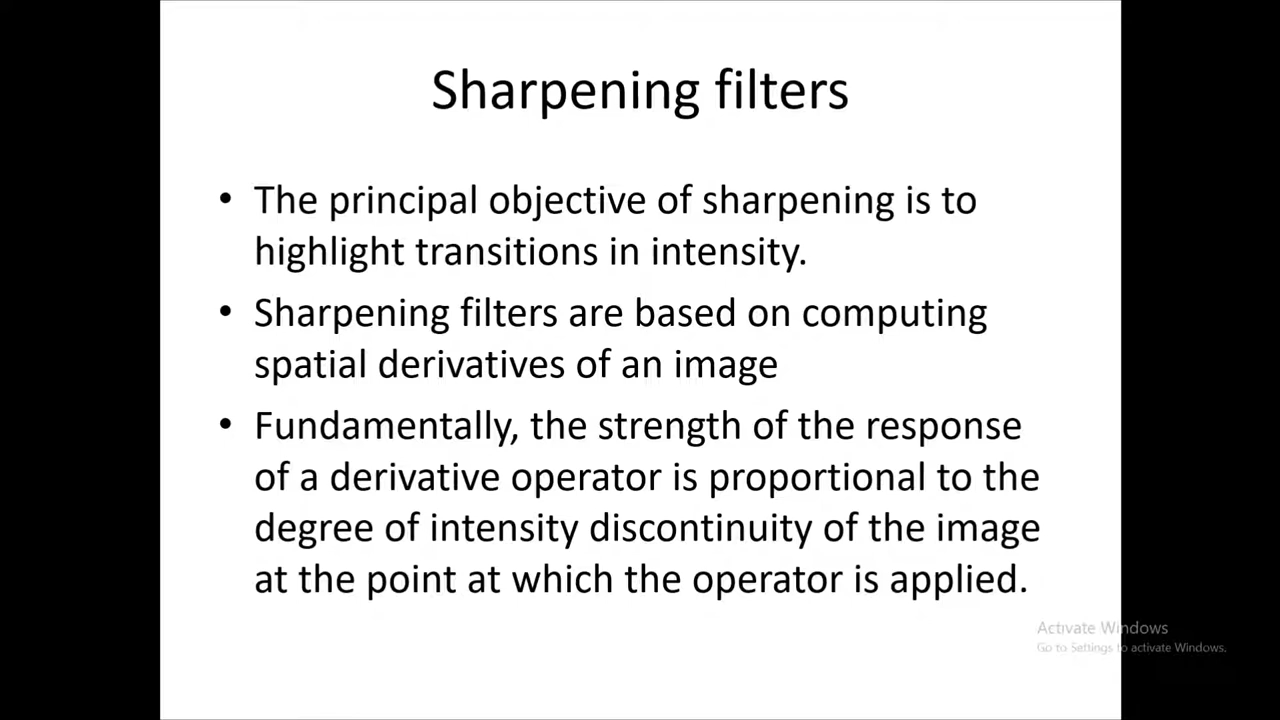 Sharpening filters
• The principal objective of sharpening is to
highlight transitions in intensity.
• Sharpening filters are based on computing
spatial derivatives of an image
• Fundamentally, the strength of the response
of a derivative operator is proportional to the
degree of intensity discontinuity of the image
at the point at which the operator is applied.
Activate Windows
Go to Settings to activate Windows.